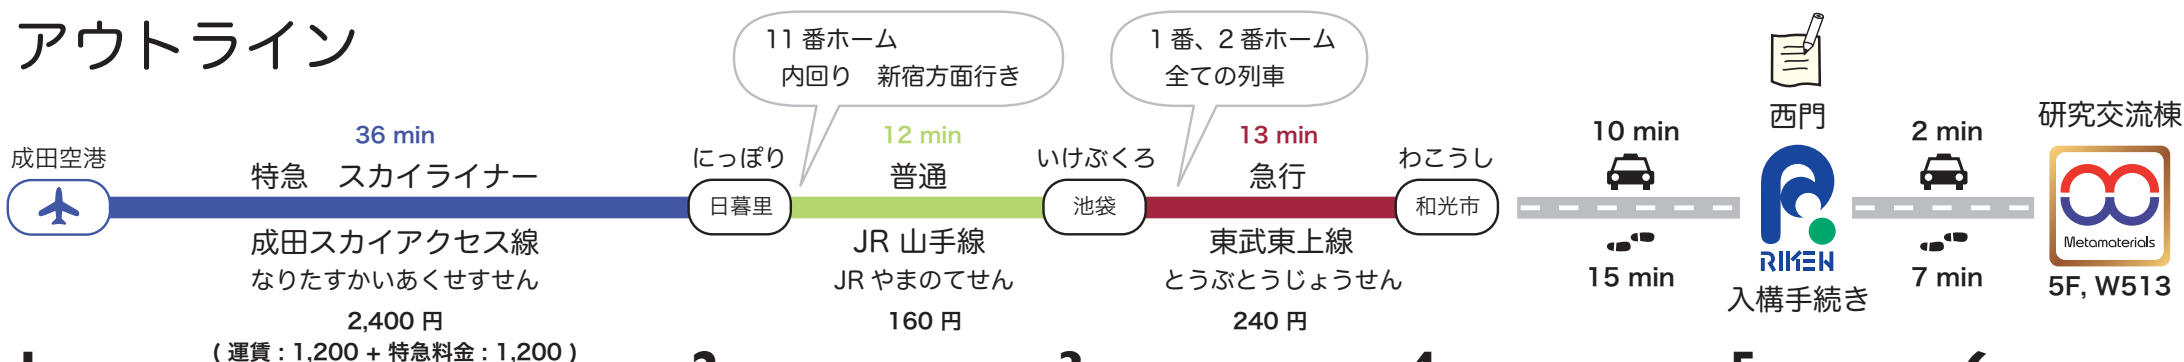 アウトライン
11 番ホーム
内回り　新宿方面行き
1 番、2 番ホーム
全ての列車
成田空港
36 min
特急　スカイライナー
成田スカイアクセス線
なりたすかいあくせすせん
2,400 円
( 運賃 : 1,200 + 特急料金 : 1,200 )
にっぽり
日暮里
12 min
普通
JR 山手線
JR やまのてせん
160 円
いけぶくろ
池袋
13 min
急行
東武東上線
とうぶとうじょうせん
240 円
わこうし
和光市
10 min
15 min
西門
RIKEN
入構手続き
2 min
7 min
研究交流棟
Metamaterials
5F, W513